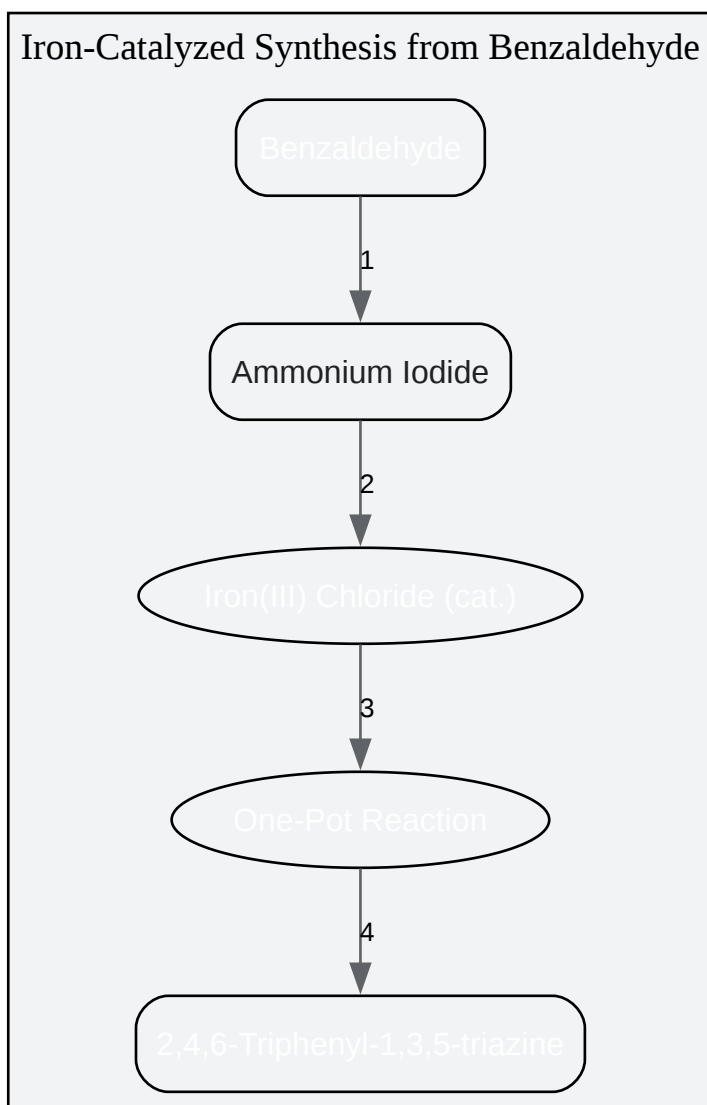 Iron-Catalyzed Synthesis from Benzaldehyde
Benzaldehyde
1
Ammonium Iodide
2
Iron(III) Chloride (cat.)
3
One-Pot Reaction
4
2,4,6-Triphenyl-1,3,5-triazine